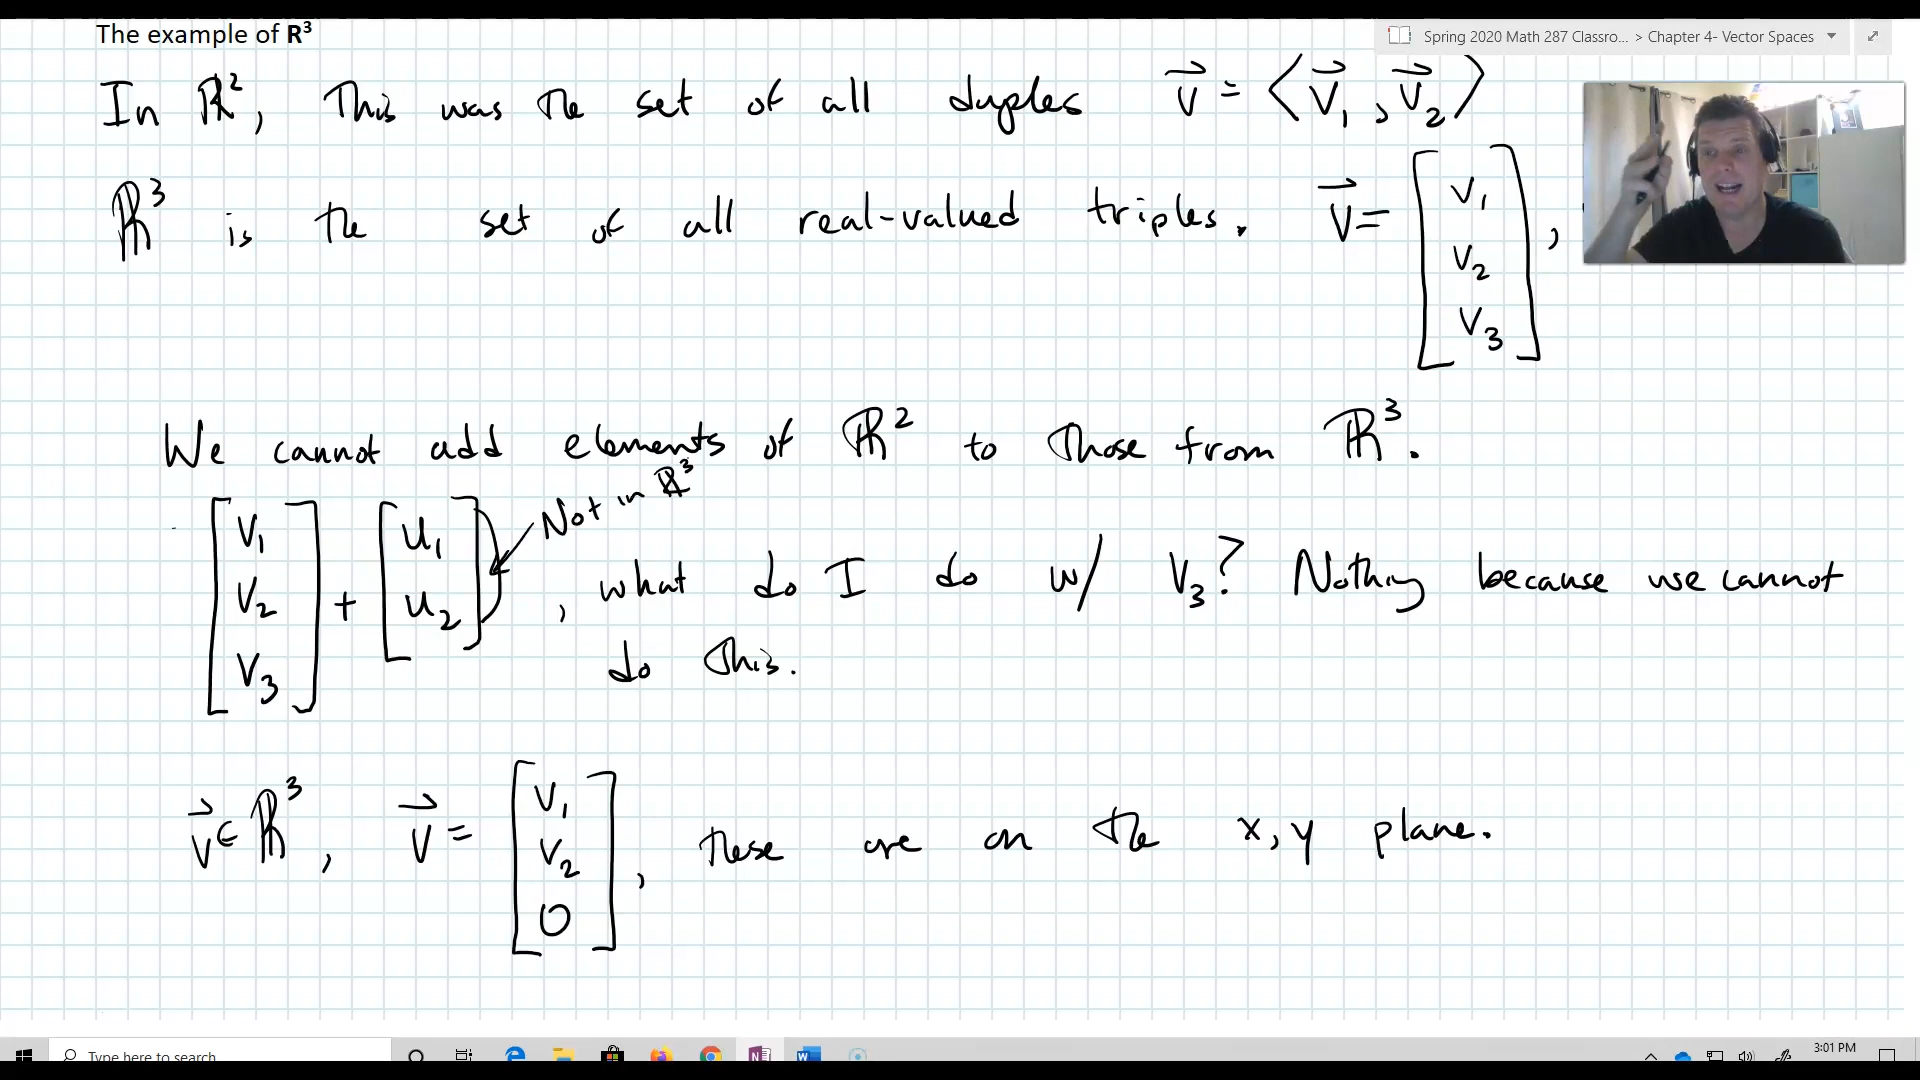 The example of R³
Spring 2020 Math 287 Classro... > Chapter 4- Vector Spaces
In ℝ², this was the set of all duples v⃗ = ⟨v⃗₁, v⃗₂⟩
ℝ³ is the set of all real-valued triples. v⃗ = [v₁ v₂ v₃],
We cannot add elements of ℝ² to those from ℝ³.
Not in ℝ³
[v₁ v₂ v₃] + [u₁ u₂], what do I do w/ v₃? Nothing because we cannot
do this.
v⃗ ∈ ℝ³, v⃗ = [v₁ v₂ 0], these are on the x, y plane.
Type here to search
3:01 PM